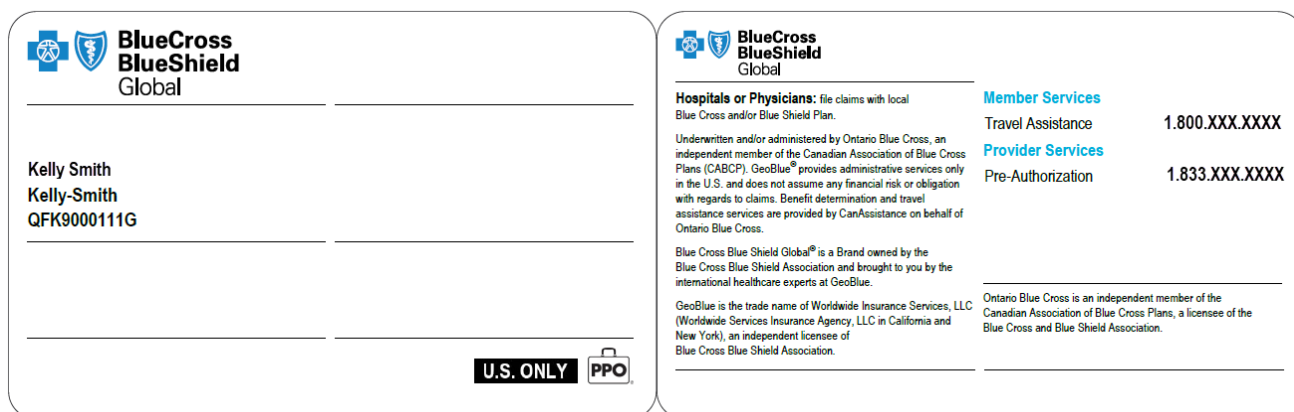 BlueCross
BlueShield
Global
Kelly Smith
Kelly-Smith
QFK9000111G
U.S. ONLY
PPO®
BlueCross
BlueShield
Global
Hospitals or Physicians: file claims with local
Blue Cross and/or Blue Shield Plan.
Underwritten and/or administered by Ontario Blue Cross, an
independent member of the Canadian Association of Blue Cross
Plans (CABCP). GeoBlue® provides administrative services only
in the U.S. and does not assume any financial risk or obligation
with regards to claims. Benefit determination and travel
assistance services are provided by CanAssistance on behalf of
Ontario Blue Cross.
Blue Cross Blue Shield Global® is a Brand owned by the
Blue Cross Blue Shield Association and brought to you by the
international healthcare experts at GeoBlue.
GeoBlue is the trade name of Worldwide Insurance Services, LLC
(Worldwide Services Insurance Agency, LLC in California and
New York), an independent licensee of
Blue Cross Blue Shield Association.
Member Services
Travel Assistance 1.800.XXX.XXXX
Provider Services
Pre-Authorization 1.833.XXX.XXXX
Ontario Blue Cross is an independent member of the
Canadian Association of Blue Cross Plans, a licensee of the
Blue Cross and Blue Shield Association.